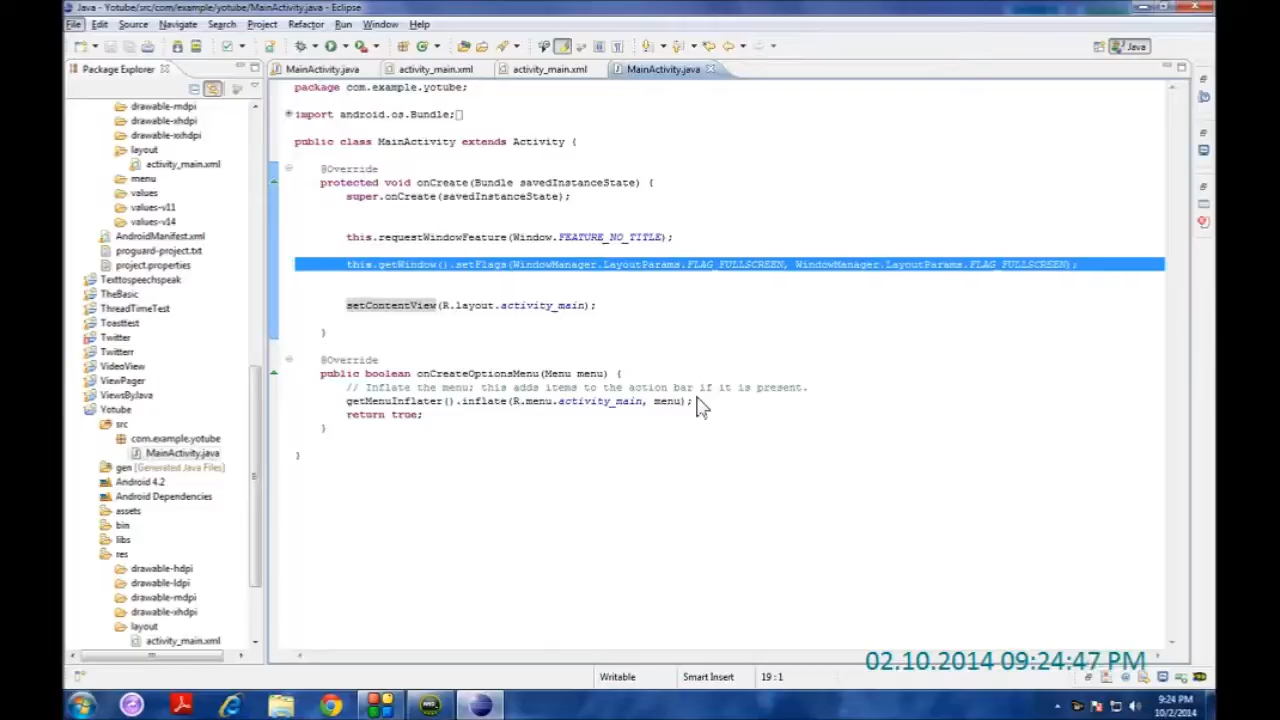 Java - Yotube/src/com/example/yotube/MainActivity.java - Eclipse
File Edit Source Navigate Search Project Refactor Run Window Help
Java
Package Explorer
MainActivity.java activity_main.xml activity_main.xml MainActivity.java
drawable-mdpi
drawable-xhdpi
drawable-xxhdpi
layout
activity_main.xml
menu
values
values-v11
values-v14
AndroidManifest.xml
proguard-project.txt
project.properties
Texttospeechspeak
TheBasic
ThreadTimeTest
Toasttest
Twitter
Twitterr
VideoView
ViewPager
ViewsByJava
Yotube
src
com.example.yotube
MainActivity.java
gen [Generated Java Files]
Android 4.2
Android Dependencies
assets
bin
libs
res
drawable-hdpi
drawable-ldpi
drawable-mdpi
drawable-xhdpi
layout
activity_main.xml
package com.example.yotube;
import android.os.Bundle;
public class MainActivity extends Activity {
@Override
protected void onCreate(Bundle savedInstanceState) {
super.onCreate(savedInstanceState);
this.requestWindowFeature(Window.FEATURE_NO_TITLE);
this.getWindow().setFlags(WindowManager.LayoutParams.FLAG_FULLSCREEN, WindowManager.LayoutParams.FLAG_FULLSCREEN);
setContentView(R.layout.activity_main);
}
@Override
public boolean onCreateOptionsMenu(Menu menu) {
// Inflate the menu; this adds items to the action bar if it is present.
getMenuInflater().inflate(R.menu.activity_main, menu);
return true;
}
}
02.10.2014 09:24:47 PM
Writable Smart Insert 19 : 1
9:24 PM
10/2/2014